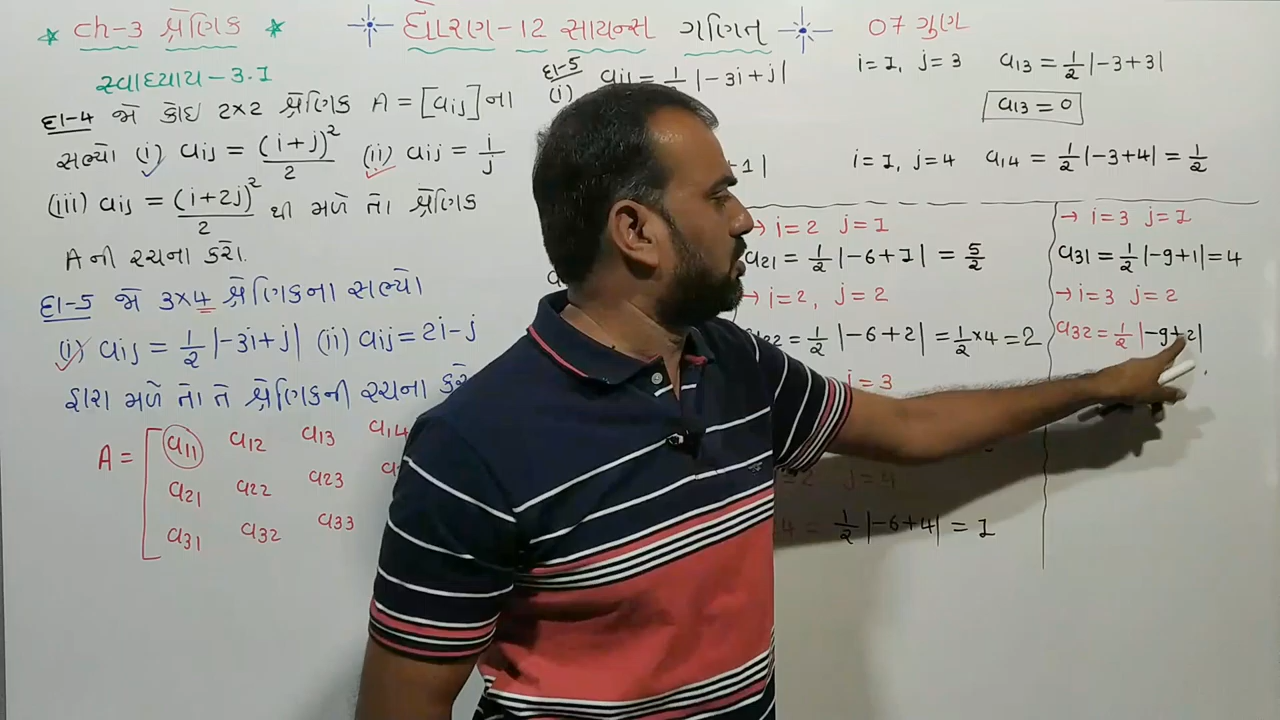 ★ ch-3 શ્રેણિક ★ ધોરણ-12 સાયન્સ ગણિત 07 ગુણ
સ્વાધ્યાય-3.1
દા-4 જો કોઇ 2×2 શ્રેણિક A = [aij] ના
સભ્યો (i) aij = (i+j)²/2 (ii) aij = i/j
(iii) aij = (i+2j)²/2 થી મળે તો શ્રેણિક
A ની રચના કરો.
દા-5 જો 3×4 શ્રેણિકના સભ્યો
(i) aij = 1/2 |-3i+j| (ii) aij = 2i-j
દ્વારા મળે તો તે શ્રેણિકની રચના કરો
A = [ a11 a12 a13 a14
a21 a22 a23
a31 a32 a33
દા-5
(i) aij = 1/2 |-3i+j|
+1|
i=1, j=3 a13 = 1/2 |-3+3|
a13 = 0
i=1, j=4 a14 = 1/2 |-3+4| = 1/2
→ i=2 j=1
a21 = 1/2 |-6+1| = 5/2
→ i=2, j=2
a22 = 1/2 |-6+2| = 1/2 × 4 = 2
j=3
i=2 j=4
4 = 1/2 |-6+4| = 1
→ i=3 j=1
a31 = 1/2 |-9+1| = 4
→ i=3 j=2
a32 = 1/2 |-9+2|